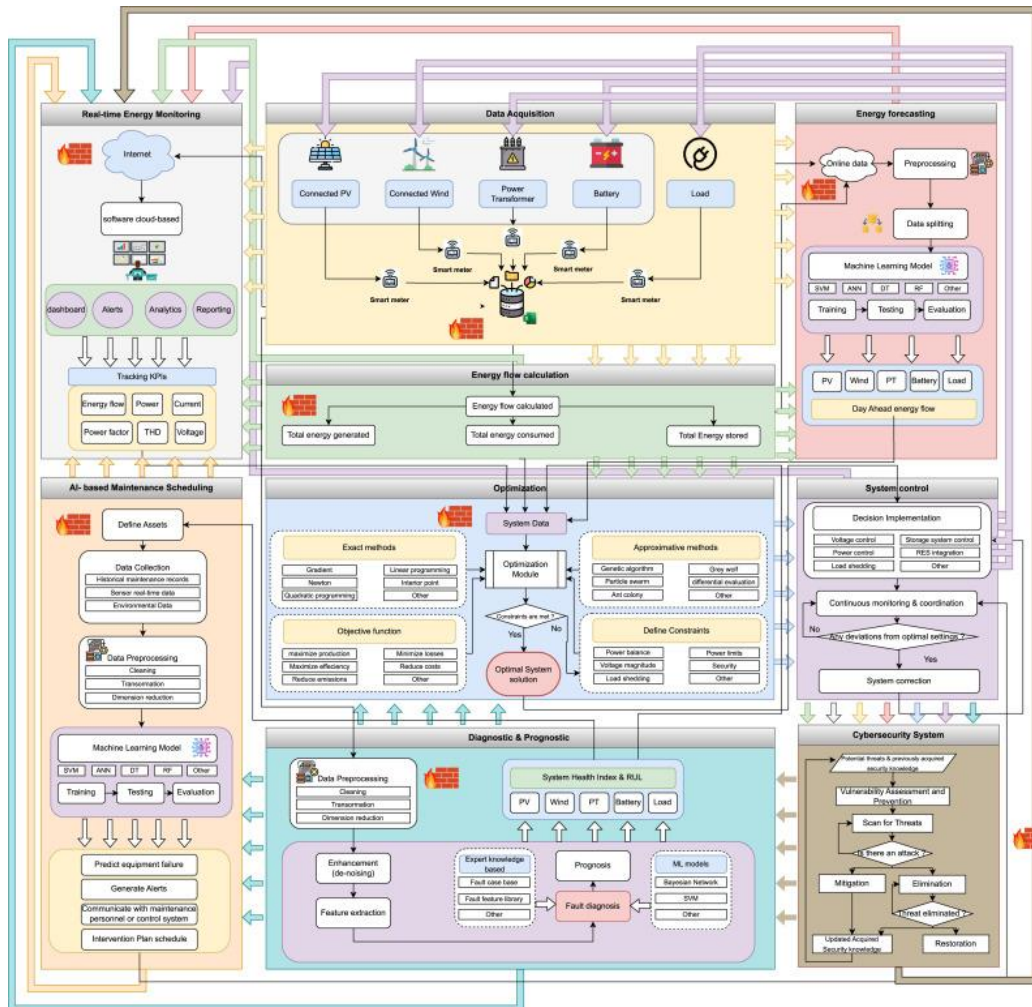 Real-time Energy Monitoring
Internet
software cloud-based
dashboard
Alerts
Analytics
Reporting
Tracking KPIs
Energy flow
Power
Current
Power factor
THD
Voltage
Data Acquisition
Connected PV
Connected Wind
Power
Transformer
Battery
Load
Smart meter
Smart meter
Smart meter
Smart meter
Energy forecasting
Online data
Preprocessing
Data splitting
Machine Learning Model
SVM
ANN
DT
RF
Other
Training
Testing
Evaluation
PV
Wind
PT
Battery
Load
Day Ahead energy flow
Energy flow calculation
Energy flow calculated
Total energy generated
Total energy consumed
Total Energy stored
AI- based Maintenance Scheduling
Define Assets
Data Collection
Historical maintenance records
Sensor real-time data
Environmental Data
Data Preprocessing
Cleaning
Transormation
Dimension reduction
Machine Learning Model
SVM
ANN
DT
RF
Other
Training
Testing
Evaluation
Predict equipment failure
Generate Alerts
Communicate with maintenance
personnel or control system
Intervention Plan schedule
Optimization
System Data
Exact methods
Gradient
Linear programming
Newton
Interior point
Quadratic programming
Other
Optimization
Module
Approximative methods
Genetic algorithm
Grey wolf
Particle swarm
differential evaluation
Ant colony
Other
Constraints are met ?
Yes
No
Objective function
maximize production
Minimize losses
Maximize effeciency
Reduce costs
Reduce emissions
Other
Optimal System
solution
Define Constraints
Power balance
Power limits
Voltage magnitude
Security
Load shedding
Other
System control
Decision Implementation
Voltage control
Storage system control
Power control
RES integration
Load shedding
Other
Continuous monitoring & coordination
No
Any deviations from optimal settings ?
Yes
System correction
Diagnostic & Prognostic
Data Preprocessing
Cleaning
Transormation
Dimension reduction
System Health Index & RUL
PV
Wind
PT
Battery
Load
Enhancement
(de-noising)
Feature extraction
Expert knowledge
based
Fault case base
Fault feature library
Other
Prognosis
Fault diagnosis
ML models
Bayesian Network
SVM
Other
Cybersecurity System
Potential threats & previously acquired
security knowledge
Vulnerability Assessment and
Prevention
Scan for Threats
Is there an attack ?
Mitigation
Elimination
Threat eliminated ?
Updated Acquired
Security knowledge
Restoration